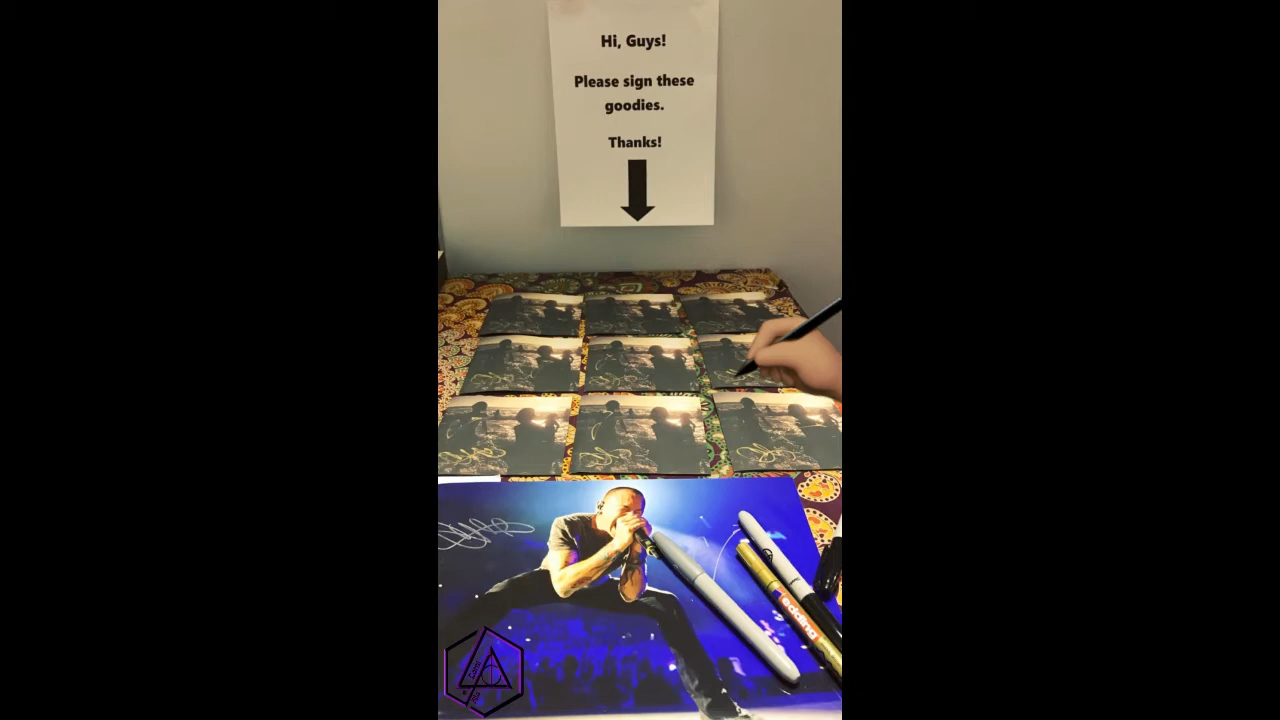 Hi, Guys!
Please sign these
goodies.
Thanks!
edding